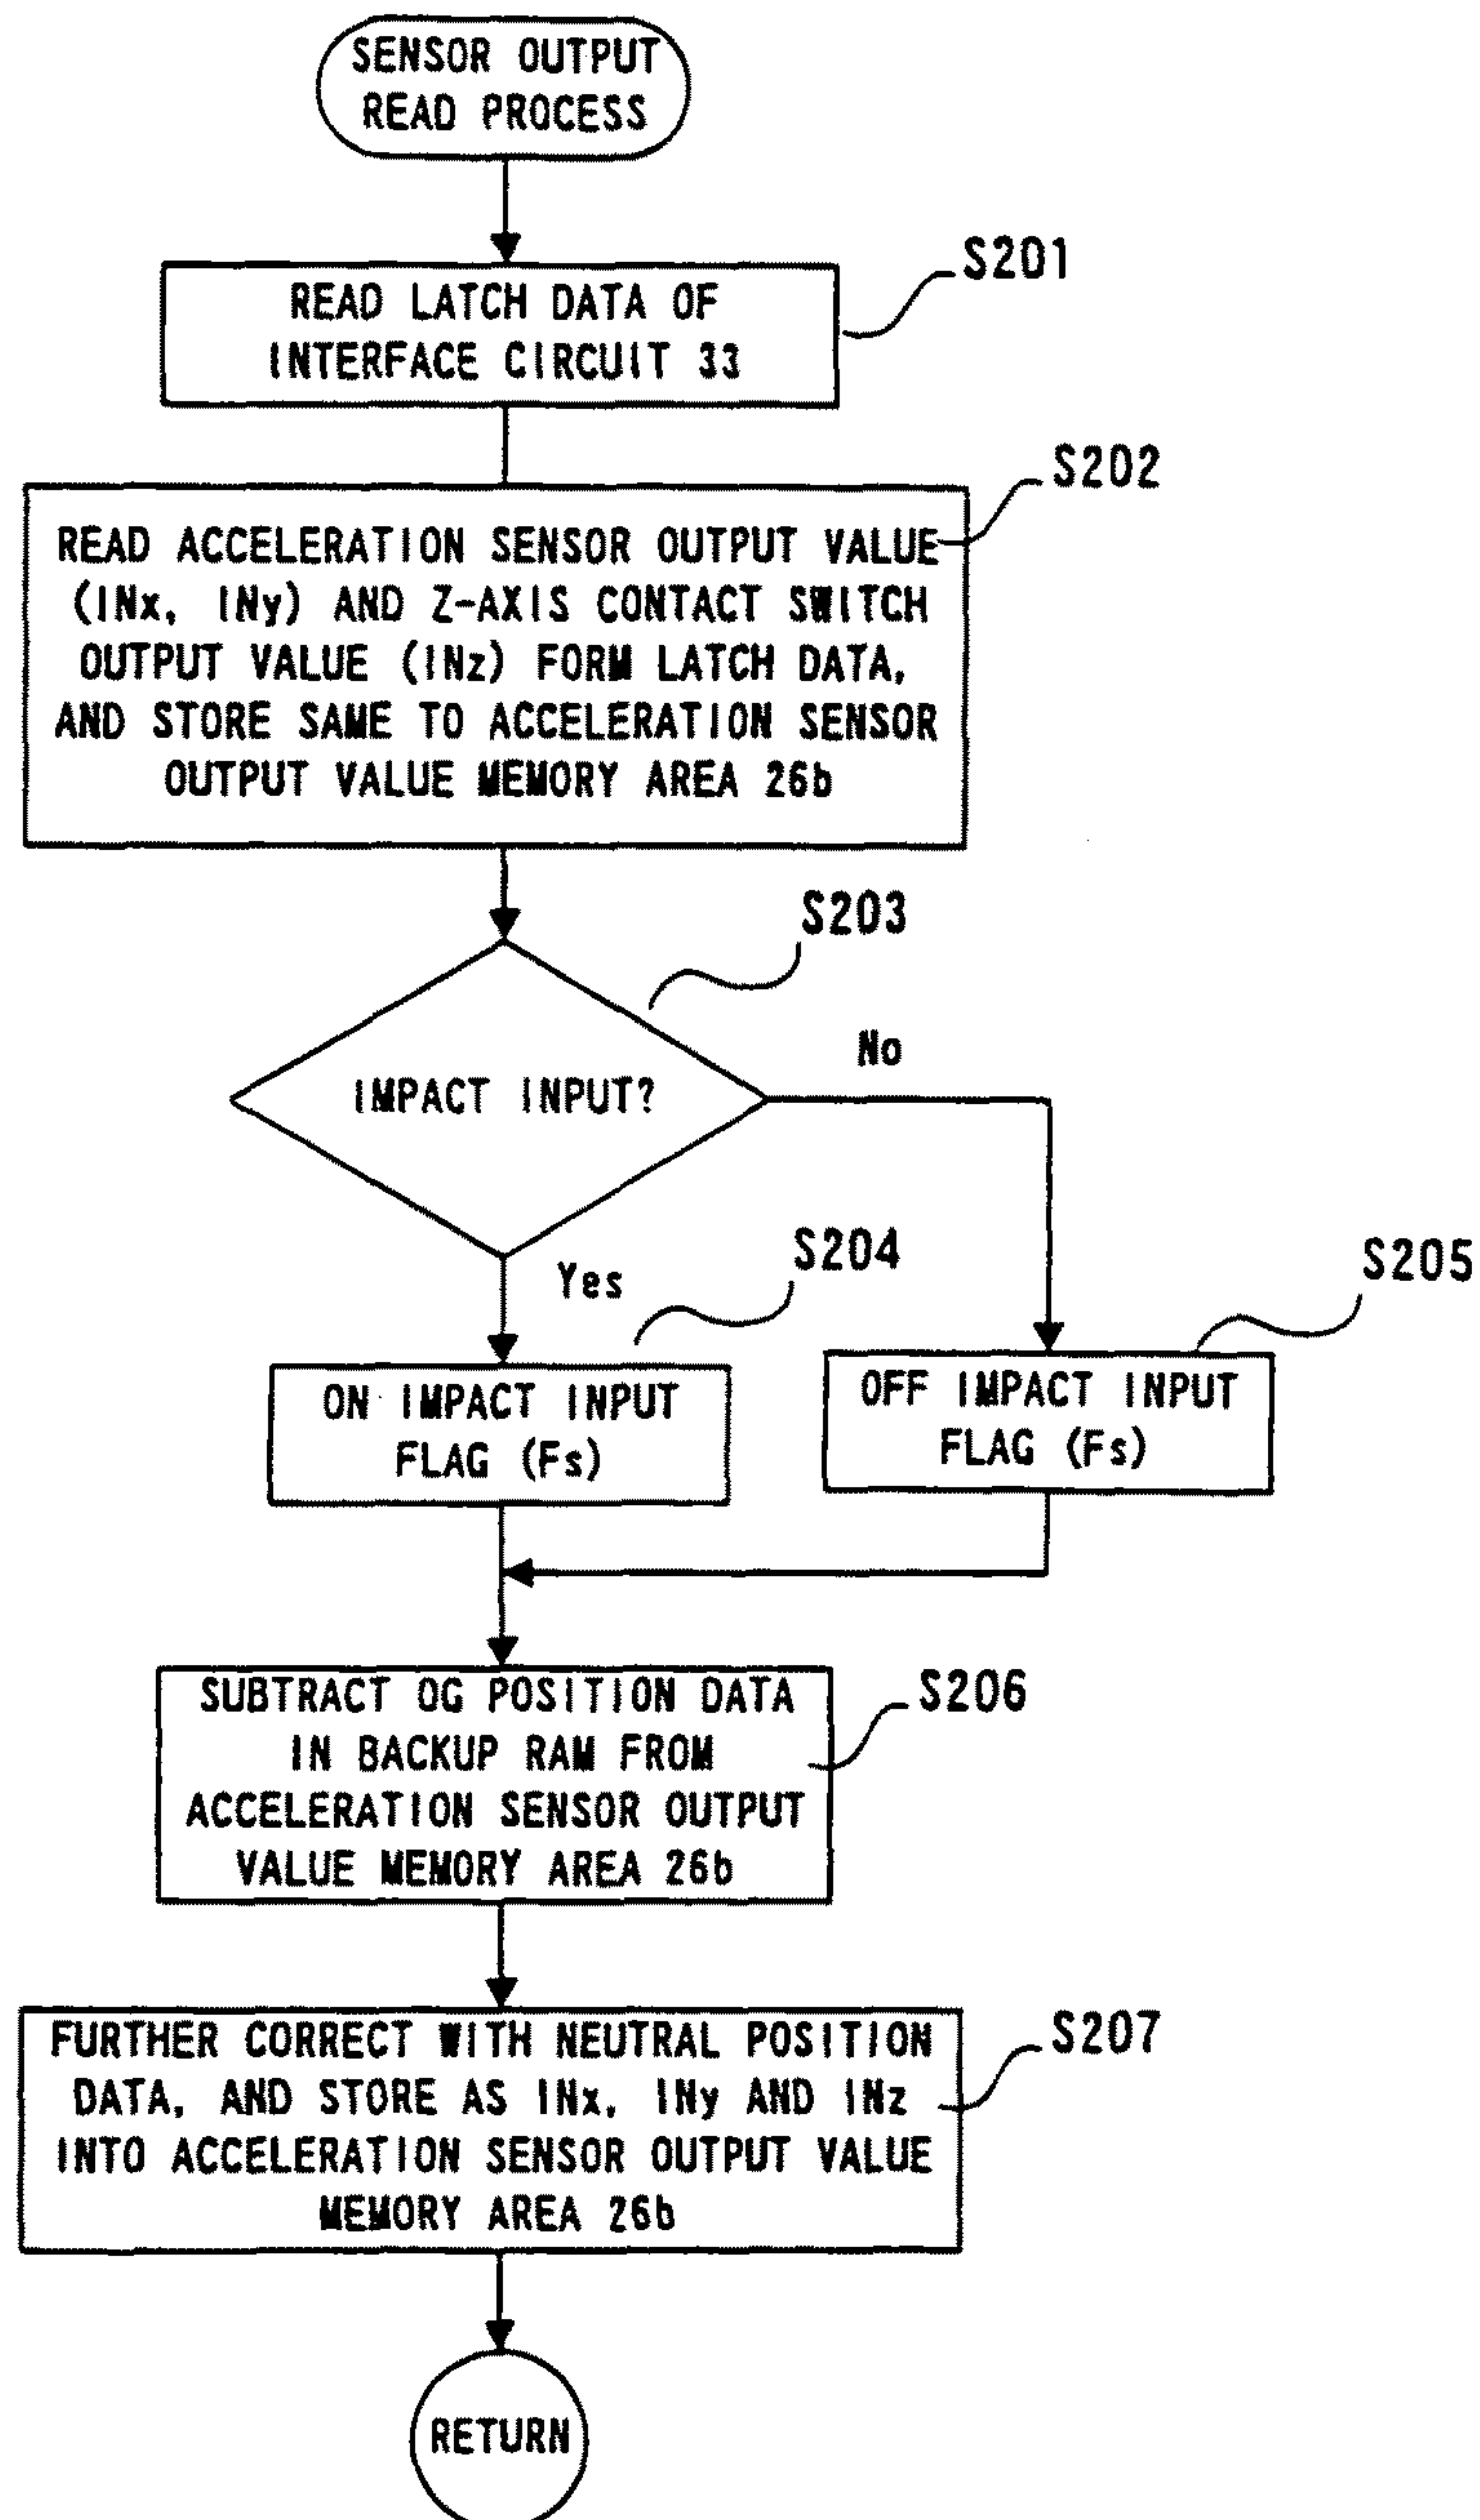 SENSOR OUTPUT
READ PROCESS
S201
READ LATCH DATA OF
INTERFACE CIRCUIT 33
S202
READ ACCELERATION SENSOR OUTPUT VALUE
(INx, INy) AND Z-AXIS CONTACT SWITCH
OUTPUT VALUE (INz) FORM LATCH DATA,
AND STORE SAME TO ACCELERATION SENSOR
OUTPUT VALUE MEMORY AREA 26b
S203
No
IMPACT INPUT?
S204
Yes
S205
ON IMPACT INPUT
FLAG (Fs)
OFF IMPACT INPUT
FLAG (Fs)
S206
SUBTRACT OG POSITION DATA
IN BACKUP RAM FROM
ACCELERATION SENSOR OUTPUT
VALUE MEMORY AREA 26b
S207
FURTHER CORRECT WITH NEUTRAL POSITION
DATA, AND STORE AS INx, INy AND INz
INTO ACCELERATION SENSOR OUTPUT VALUE
MEMORY AREA 26b
RETURN